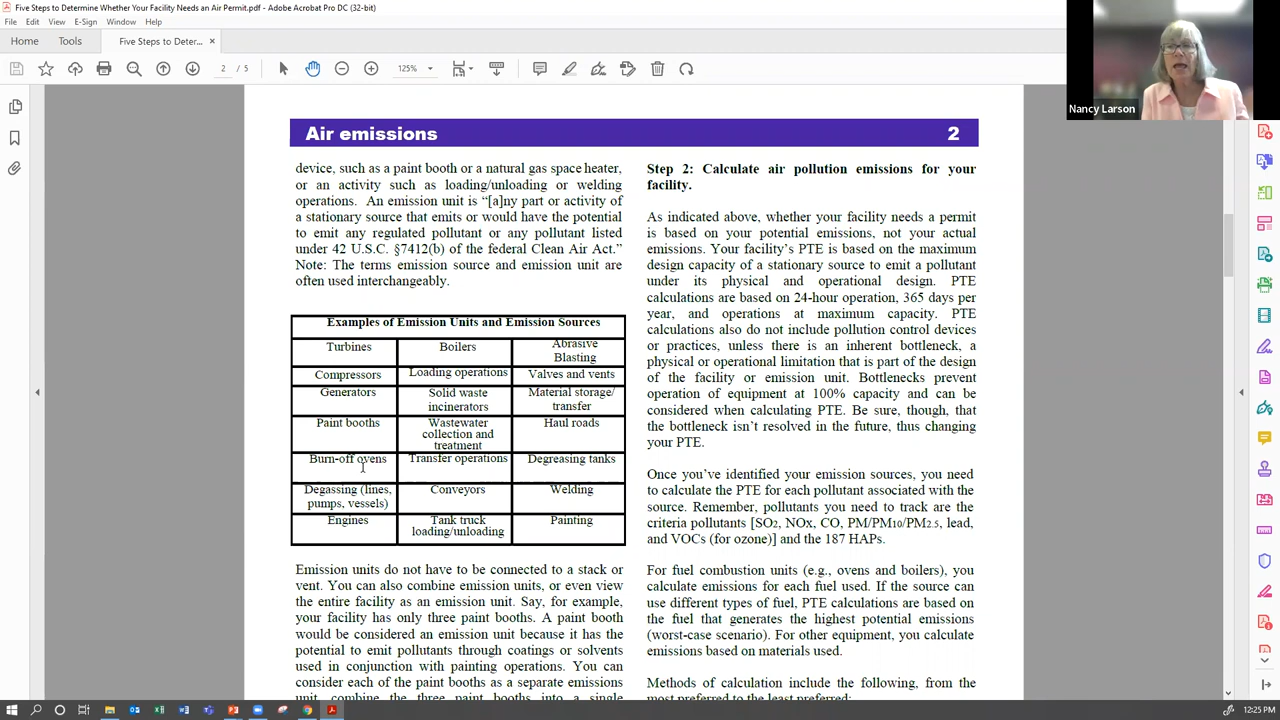 Five Steps to Determine Whether Your Facility Needs an Air Permit.pdf - Adobe Acrobat Pro DC (32-bit)
File Edit View E-Sign Window Help
Home Tools Five Steps to Deter... ×
2 / 5 125%
Nancy Larson
Air emissions 2
device, such as a paint booth or a natural gas space heater,
or an activity such as loading/unloading or welding
operations. An emission unit is “[a]ny part or activity of
a stationary source that emits or would have the potential
to emit any regulated pollutant or any pollutant listed
under 42 U.S.C. §7412(b) of the federal Clean Air Act.”
Note: The terms emission source and emission unit are
often used interchangeably.
Examples of Emission Units and Emission Sources
Turbines Boilers Abrasive
Blasting
Compressors Loading operations Valves and vents
Generators Solid waste Material storage/
incinerators transfer
Paint booths Wastewater Haul roads
collection and
treatment
Burn-off ovens Transfer operations Degreasing tanks
Degassing (lines, Conveyors Welding
pumps, vessels)
Engines Tank truck Painting
loading/unloading
Emission units do not have to be connected to a stack or
vent. You can also combine emission units, or even view
the entire facility as an emission unit. Say, for example,
your facility has only three paint booths. A paint booth
would be considered an emission unit because it has the
potential to emit pollutants through coatings or solvents
used in conjunction with painting operations. You can
consider each of the paint booths as a separate emissions
unit, combine the three paint booths into a single
Step 2: Calculate air pollution emissions for your
facility.
As indicated above, whether your facility needs a permit
is based on your potential emissions, not your actual
emissions. Your facility’s PTE is based on the maximum
design capacity of a stationary source to emit a pollutant
under its physical and operational design. PTE
calculations are based on 24-hour operation, 365 days per
year, and operations at maximum capacity. PTE
calculations also do not include pollution control devices
or practices, unless there is an inherent bottleneck, a
physical or operational limitation that is part of the design
of the facility or emission unit. Bottlenecks prevent
operation of equipment at 100% capacity and can be
considered when calculating PTE. Be sure, though, that
the bottleneck isn’t resolved in the future, thus changing
your PTE.
Once you’ve identified your emission sources, you need
to calculate the PTE for each pollutant associated with the
source. Remember, pollutants you need to track are the
criteria pollutants [SO2, NOx, CO, PM/PM10/PM2.5, lead,
and VOCs (for ozone)] and the 187 HAPs.
For fuel combustion units (e.g., ovens and boilers), you
calculate emissions for each fuel used. If the source can
use different types of fuel, PTE calculations are based on
the fuel that generates the highest potential emissions
(worst-case scenario). For other equipment, you calculate
emissions based on materials used.
Methods of calculation include the following, from the
most preferred to the least preferred:
12:25 PM